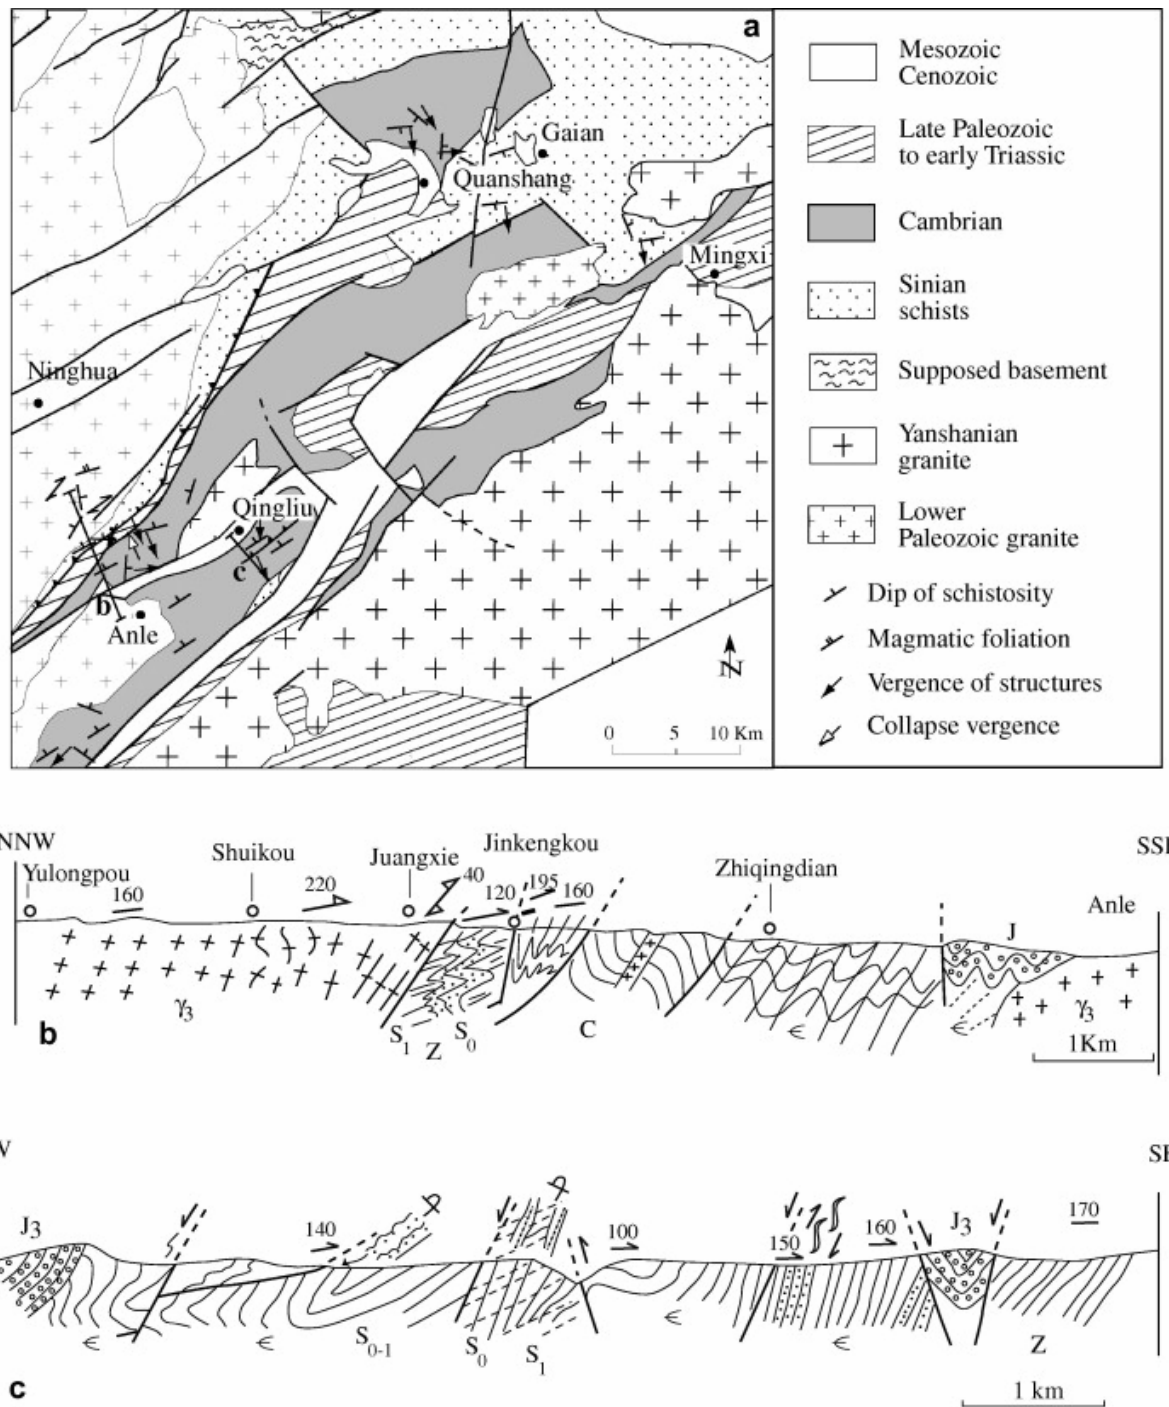 a
Gaian
Quanshang
Mingxi
Ninghua
Qingliu
c
b
Anle
N
0 5 10 Km
Mesozoic
Cenozoic
Late Paleozoic
to early Triassic
Cambrian
Sinian
schists
Supposed basement
Yanshanian
granite
Lower
Paleozoic granite
Dip of schistosity
Magmatic foliation
Vergence of structures
Collapse vergence
NNW
Yulongpou
160
Shuikou
220
Juangxie
40
Jinkengkou
120
195
160
Zhiqingdian
SSE
Anle
J
γ3
S1
Z
S0
C
Є
Є
γ3
1Km
b
J3
140
100
150
160
J3
170
Є
Є
S0-1
S0
S1
Є
Є
Z
c
1 km